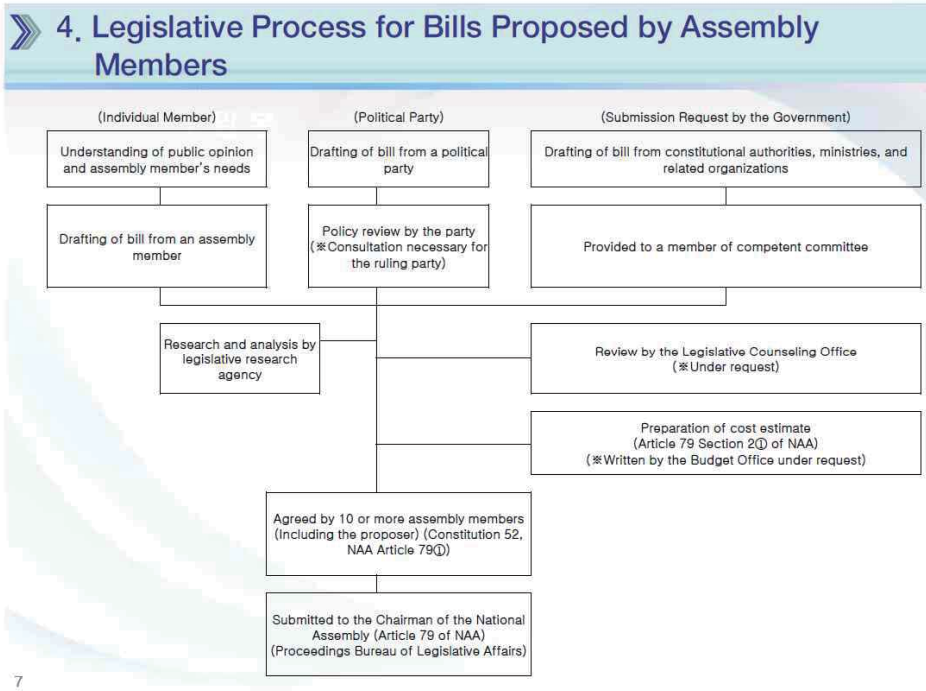 4. Legislative Process for Bills Proposed by Assembly
Members
(Individual Member)
(Political Party)
(Submission Request by the Government)
Understanding of public opinion
and assembly member's needs
Drafting of bill from a political
party
Drafting of bill from constitutional authorities, ministries, and
related organizations
Drafting of bill from an assembly
member
Policy review by the party
(※Consultation necessary for
the ruling party)
Provided to a member of competent committee
Research and analysis by
legislative research
agency
Review by the Legislative Counseling Office
(※Under request)
Preparation of cost estimate
(Article 79 Section 2① of NAA)
(※Written by the Budget Office under request)
Agreed by 10 or more assembly members
(Including the proposer) (Constitution 52,
NAA Article 79①)
Submitted to the Chairman of the National
Assembly (Article 79 of NAA)
(Proceedings Bureau of Legislative Affairs)
7